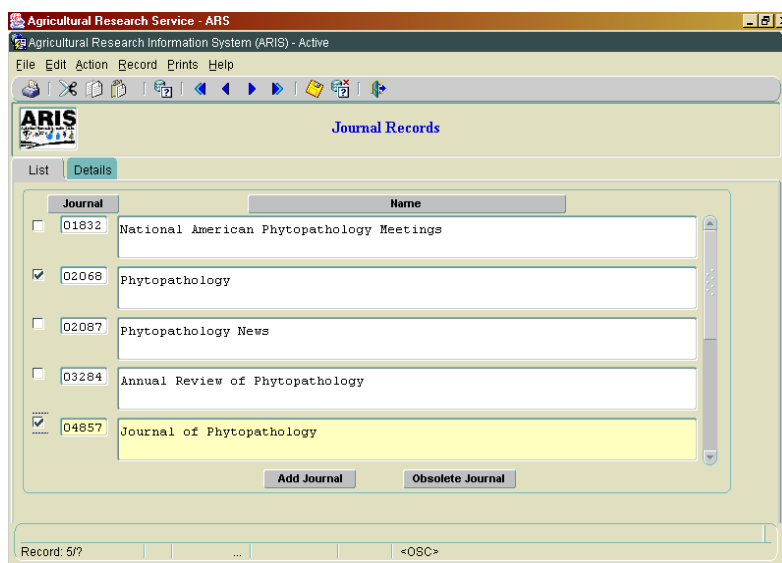 Agricultural Research Service - ARS
Agricultural Research Information System (ARIS) - Active
File Edit Action Record Prints Help
ARIS
Journal Records
List Details
Journal Name
01832 National American Phytopathology Meetings
02068 Phytopathology
02087 Phytopathology News
03284 Annual Review of Phytopathology
04857 Journal of Phytopathology
Add Journal Obsolete Journal
Record: 5/? ... <OSC>